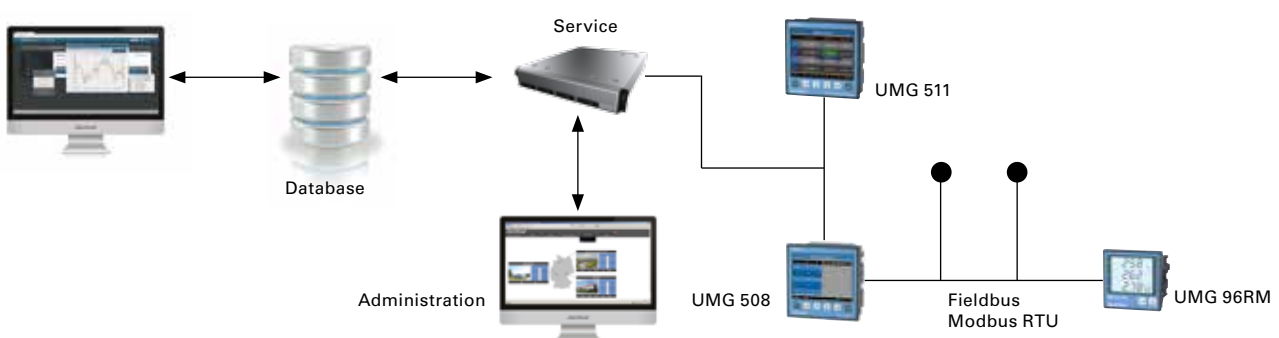 Service
UMG 511
Database
Administration
UMG 508
Fieldbus
Modbus RTU
UMG 96RM